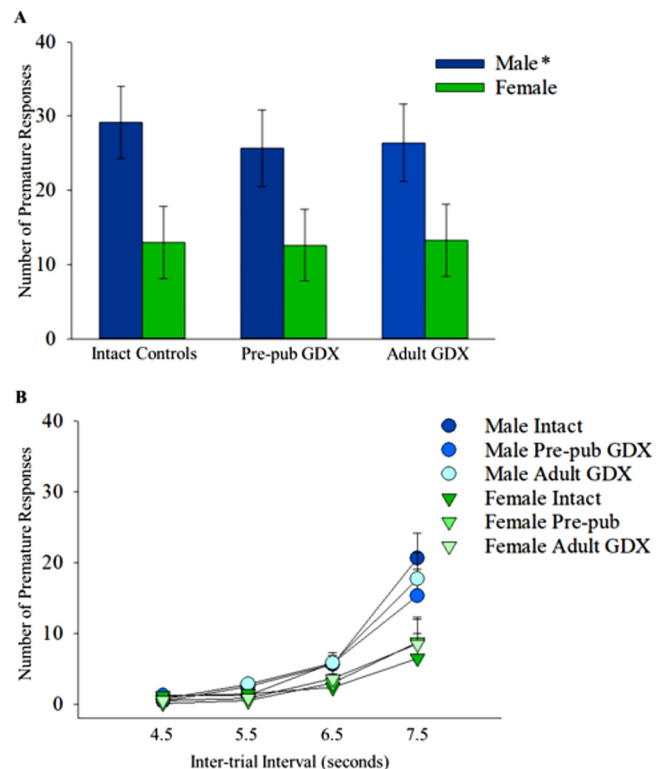 A
40
30
20
10
0
Number of Premature Responses
Male*
Female
Intact Controls
Pre-pub GDX
Adult GDX
B
40
30
20
10
0
Number of Premature Responses
Male Intact
Male Pre-pub GDX
Male Adult GDX
Female Intact
Female Pre-pub
Female Adult GDX
4.5
5.5
6.5
7.5
Inter-trial Interval (seconds)